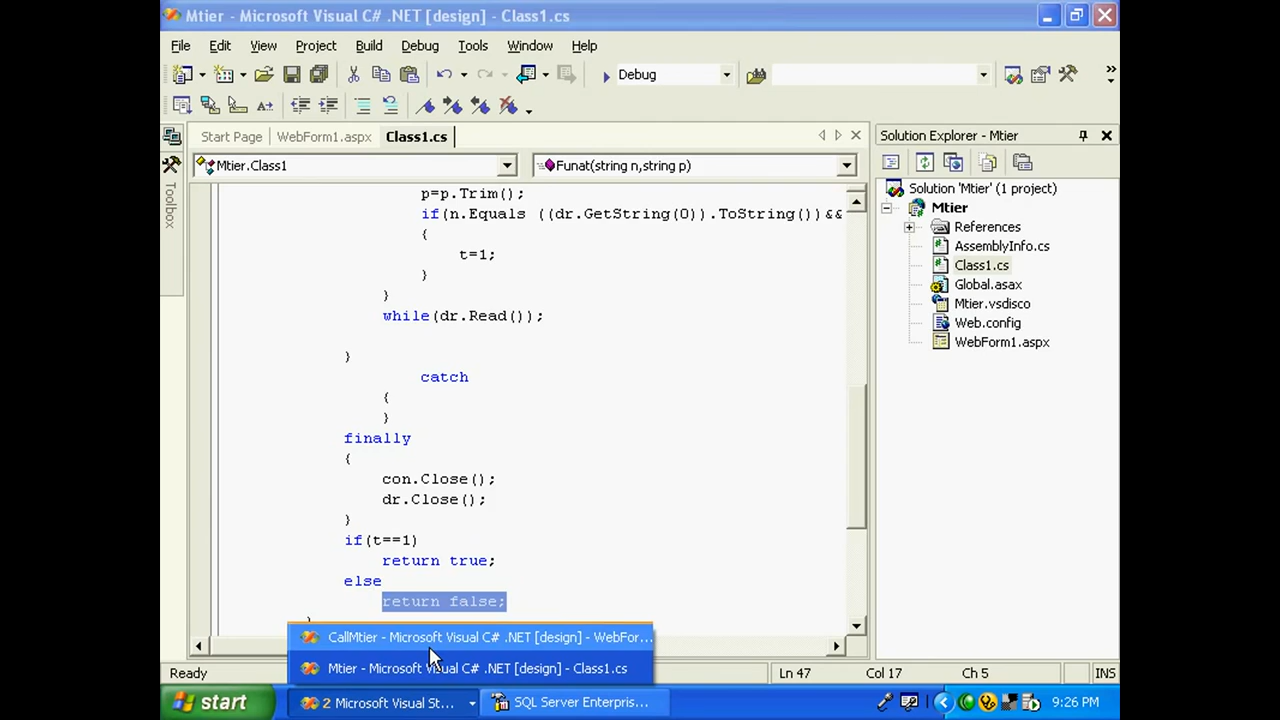 Mtier - Microsoft Visual C# .NET [design] - Class1.cs
File Edit View Project Build Debug Tools Window Help
Debug
Start Page WebForm1.aspx Class1.cs
Solution Explorer - Mtier
Mtier.Class1 Funat(string n,string p)
Toolbox
p=p.Trim();
if(n.Equals ((dr.GetString(0)).ToString())&&
{
t=1;
}
}
while(dr.Read());
}
catch
{
}
finally
{
con.Close();
dr.Close();
}
if(t==1)
return true;
else
return false;
}
Solution 'Mtier' (1 project)
Mtier
References
AssemblyInfo.cs
Class1.cs
Global.asax
Mtier.vsdisco
Web.config
WebForm1.aspx
CallMtier - Microsoft Visual C# .NET [design] - WebFor...
Mtier - Microsoft Visual C# .NET [design] - Class1.cs
Ready Ln 47 Col 17 Ch 5 INS
start 2 Microsoft Visual St... SQL Server Enterpris... 9:26 PM